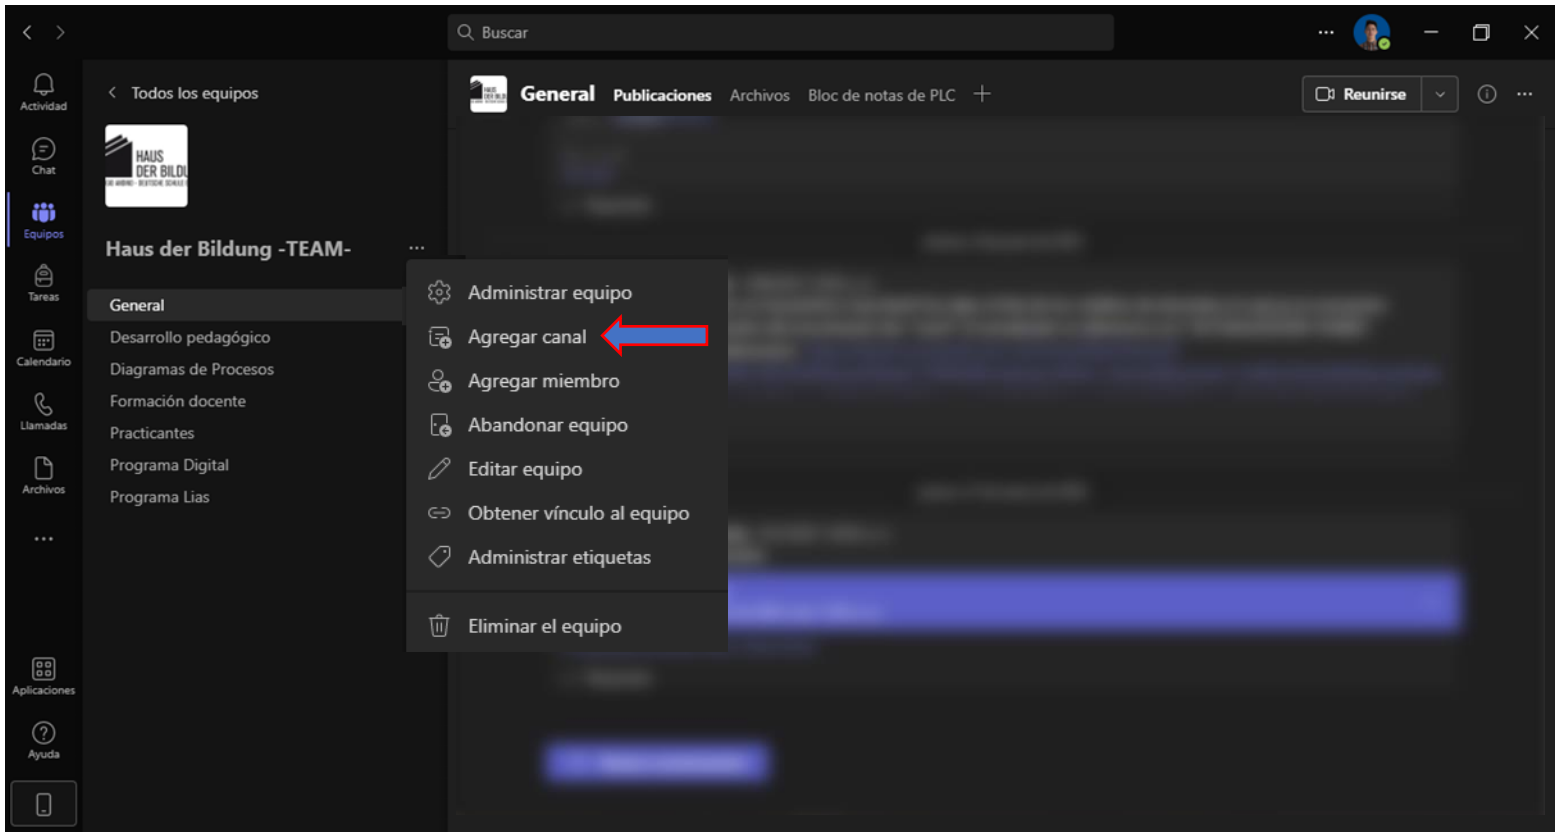 Buscar
Actividad
Chat
Equipos
Tareas
Calendario
Llamadas
Archivos
Aplicaciones
Ayuda
Todos los equipos
HAUS
DER BILDU
Haus der Bildung -TEAM-
General
Desarrollo pedagógico
Diagramas de Procesos
Formación docente
Practicantes
Programa Digital
Programa Lias
Administrar equipo
Agregar canal
Agregar miembro
Abandonar equipo
Editar equipo
Obtener vínculo al equipo
Administrar etiquetas
Eliminar el equipo
General Publicaciones Archivos Bloc de notas de PLC
Reunirse